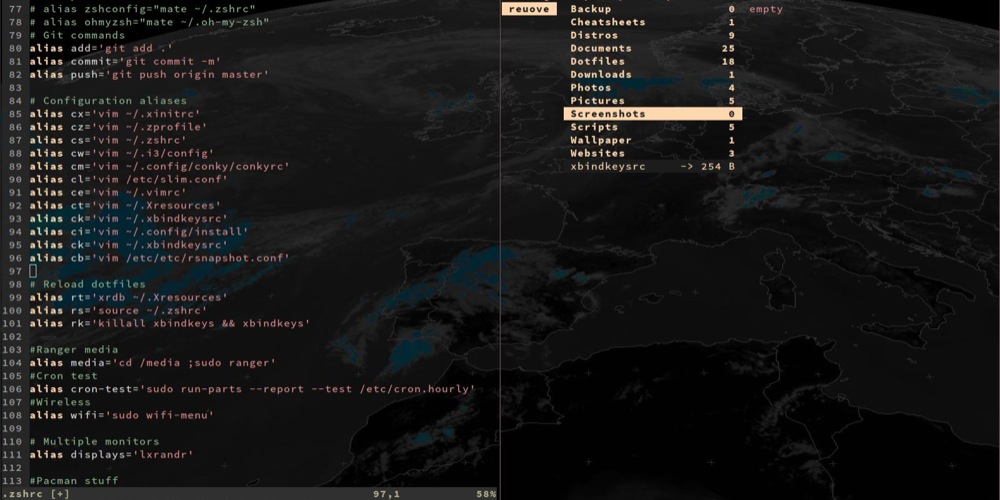 77 # alias zshconfig="mate ~/.zshrc"
78 # alias ohmyzsh="mate ~/.oh-my-zsh"
79 # Git commands
80 alias add='git add .'
81 alias commit='git commit -m'
82 alias push='git push origin master'
83
84 # Configuration aliases
85 alias cx='vim ~/.xinitrc'
86 alias cz='vim ~/.zprofile'
87 alias cs='vim ~/.zshrc'
88 alias cw='vim ~/.i3/config'
89 alias cm='vim ~/.config/conky/conkyrc'
90 alias cl='vim /etc/slim.conf'
91 alias ce='vim ~/.vimrc'
92 alias ct='vim ~/.Xresources'
93 alias ck='vim ~/.xbindkeysrc'
94 alias ci='vim ~/.config/install'
95 alias ck='vim ~/.xbindkeysrc'
96 alias cb='vim /etc/etc/rsnapshot.conf'
97
98 # Reload dotfiles
99 alias rt='xrdb ~/.Xresources'
100 alias rs='source ~/.zshrc'
101 alias rk='killall xbindkeys && xbindkeys'
102
103 #Ranger media
104 alias media='cd /media ;sudo ranger'
105 #Cron test
106 alias cron-test='sudo run-parts --report --test /etc/cron.hourly'
107 #Wireless
108 alias wifi='sudo wifi-menu'
109
110 # Multiple monitors
111 alias displays='lxrandr'
112
113 #Pacman stuff
.zshrc [+] 97,1 58%
reuove
Backup 0
Cheatsheets 1
Distros 9
Documents 25
Dotfiles 18
Downloads 1
Photos 4
Pictures 5
Screenshots 0
Scripts 5
Wallpaper 1
Websites 3
xbindkeysrc -> 254 B
empty